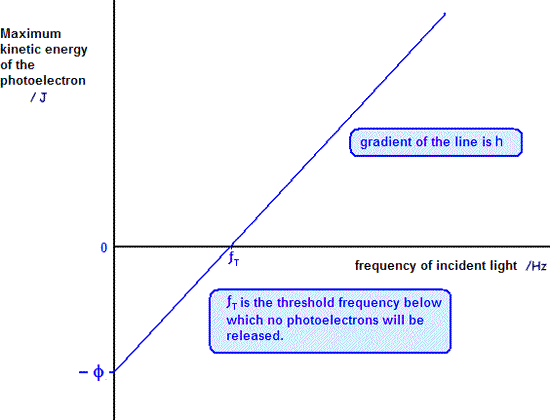 Maximum
kinetic energy
of the
photoelectron
/ J
gradient of the line is h
0
fT
frequency of incident light /Hz
fT is the threshold frequency below
which no photoelectrons will be
released.
– ϕ